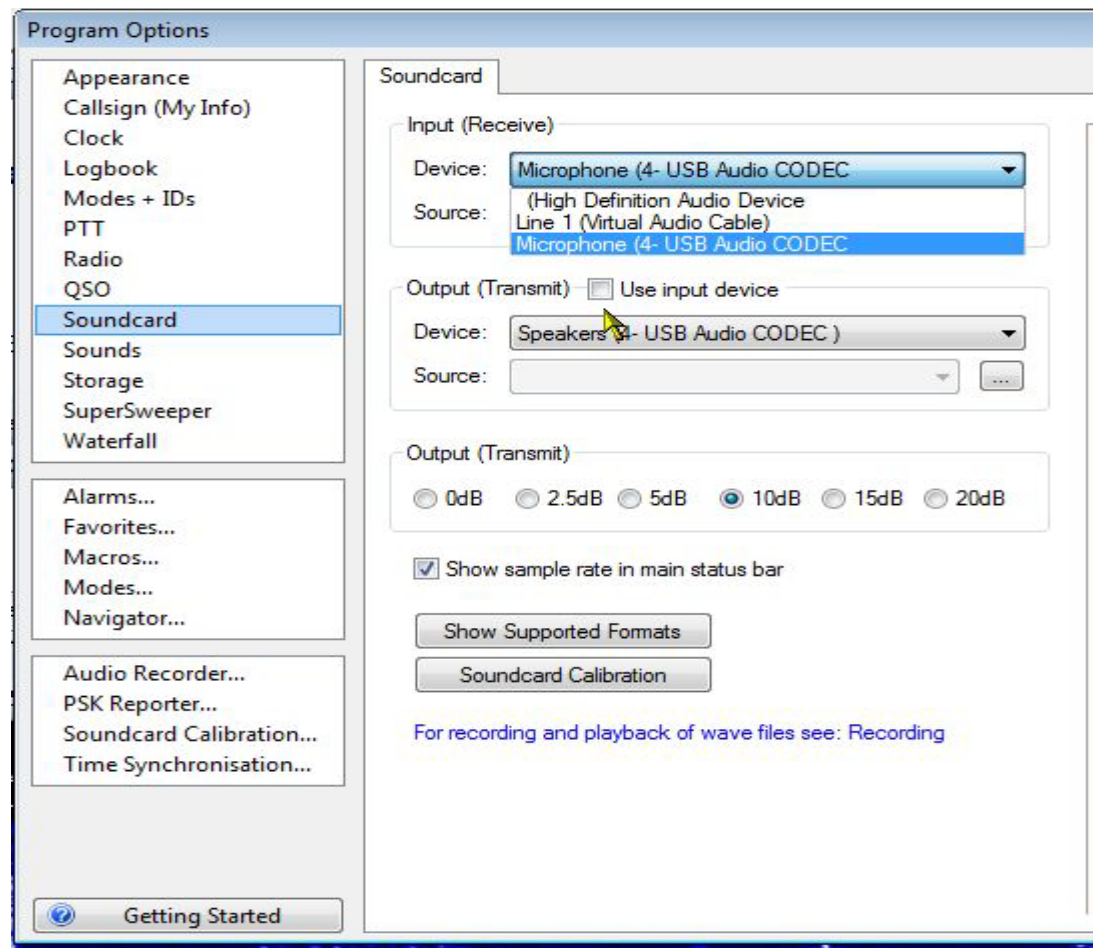 Program Options
Appearance
Callsign (My Info)
Clock
Logbook
Modes + IDs
PTT
Radio
QSO
Soundcard
Sounds
Storage
SuperSweeper
Waterfall
Alarms...
Favorites...
Macros...
Modes...
Navigator...
Audio Recorder...
PSK Reporter...
Soundcard Calibration...
Time Synchronisation...
Getting Started
Soundcard
Input (Receive)
Device: Microphone (4- USB Audio CODEC
(High Definition Audio Device
Source: Line 1 (Virtual Audio Cable)
Microphone (4- USB Audio CODEC
Output (Transmit) Use input device
Device: Speakers (4- USB Audio CODEC )
Source: ...
Output (Transmit)
0dB 2.5dB 5dB 10dB 15dB 20dB
Show sample rate in main status bar
Show Supported Formats
Soundcard Calibration
For recording and playback of wave files see: Recording